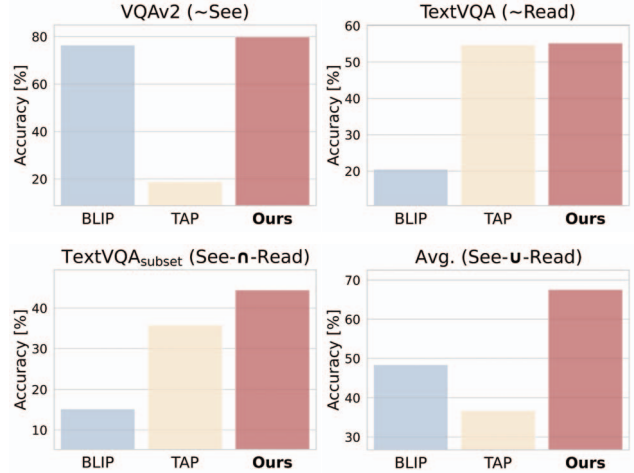 VQAv2 (~See)
Accuracy [%]
80
60
40
20
BLIP TAP Ours
TextVQA (~Read)
Accuracy [%]
60
50
40
30
20
BLIP TAP Ours
TextVQAsubset (See-∩-Read)
Accuracy [%]
40
30
20
10
BLIP TAP Ours
Avg. (See-∪-Read)
Accuracy [%]
70
60
50
40
30
BLIP TAP Ours